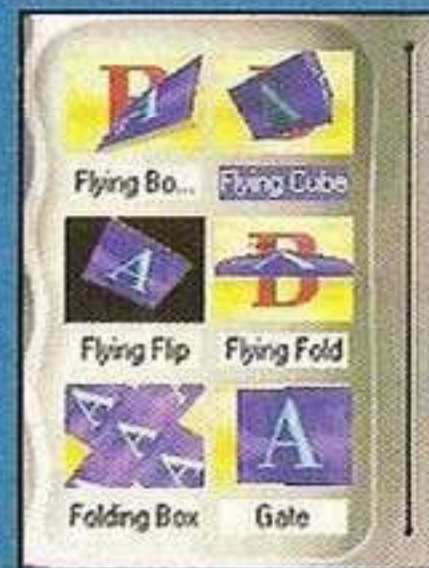 B A
A
Flying Bo... Flying Cube
A
B
Flying Flip Flying Fold
A A A
A
Folding Box Gate